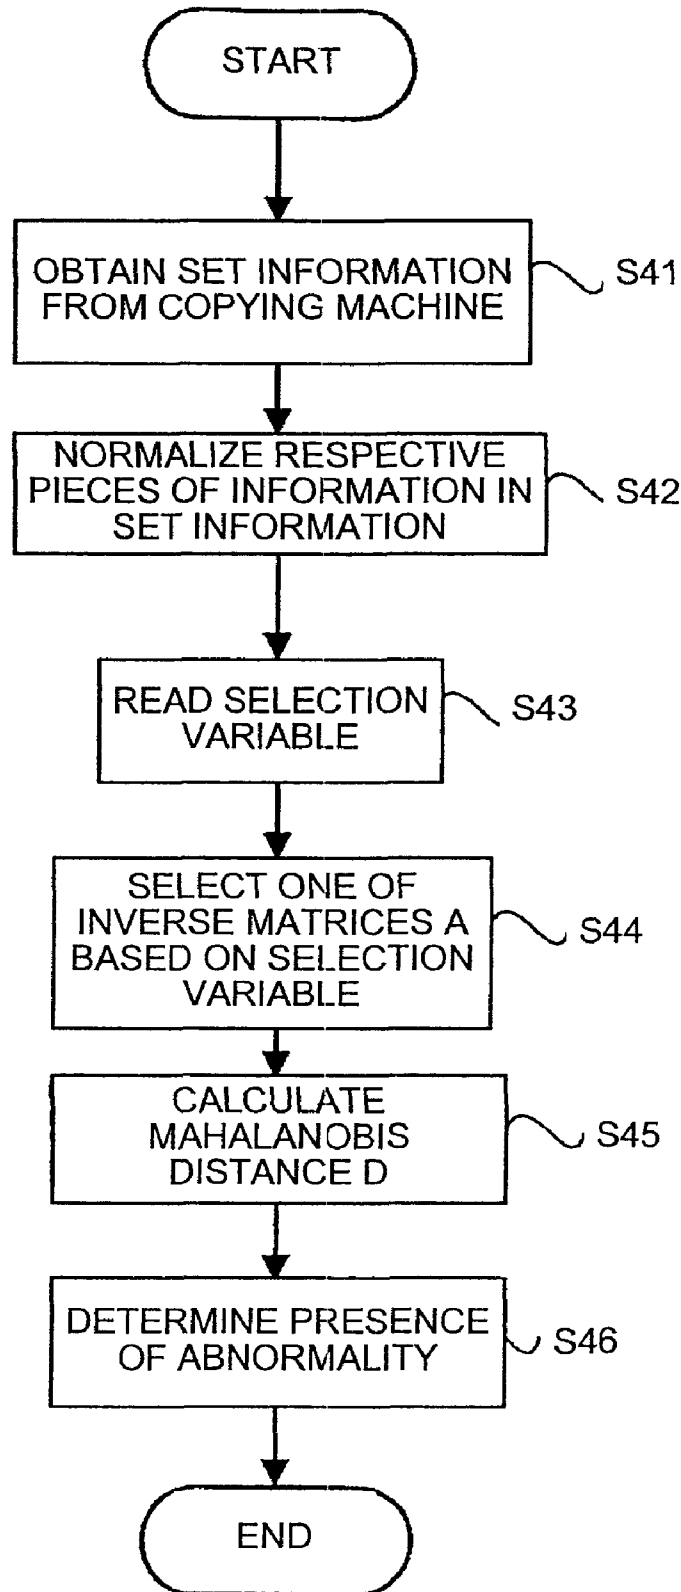 START
OBTAIN SET INFORMATION
FROM COPYING MACHINE
S41
NORMALIZE RESPECTIVE
PIECES OF INFORMATION IN
SET INFORMATION
S42
READ SELECTION
VARIABLE
S43
SELECT ONE OF
INVERSE MATRICES A
BASED ON SELECTION
VARIABLE
S44
CALCULATE
MAHALANOBIS
DISTANCE D
S45
DETERMINE PRESENCE
OF ABNORMALITY
S46
END